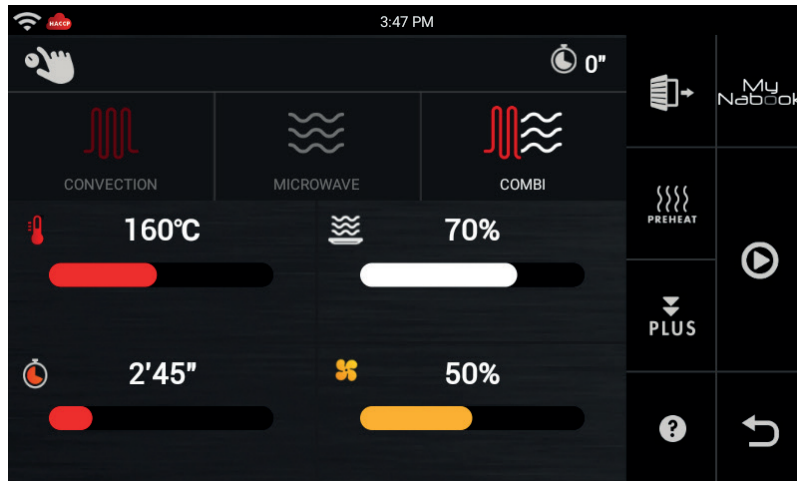 HACCP
3:47 PM
0"
My
Nabook
CONVECTION
MICROWAVE
COMBI
PREHEAT
160°C
70%
PLUS
2'45"
50%
?